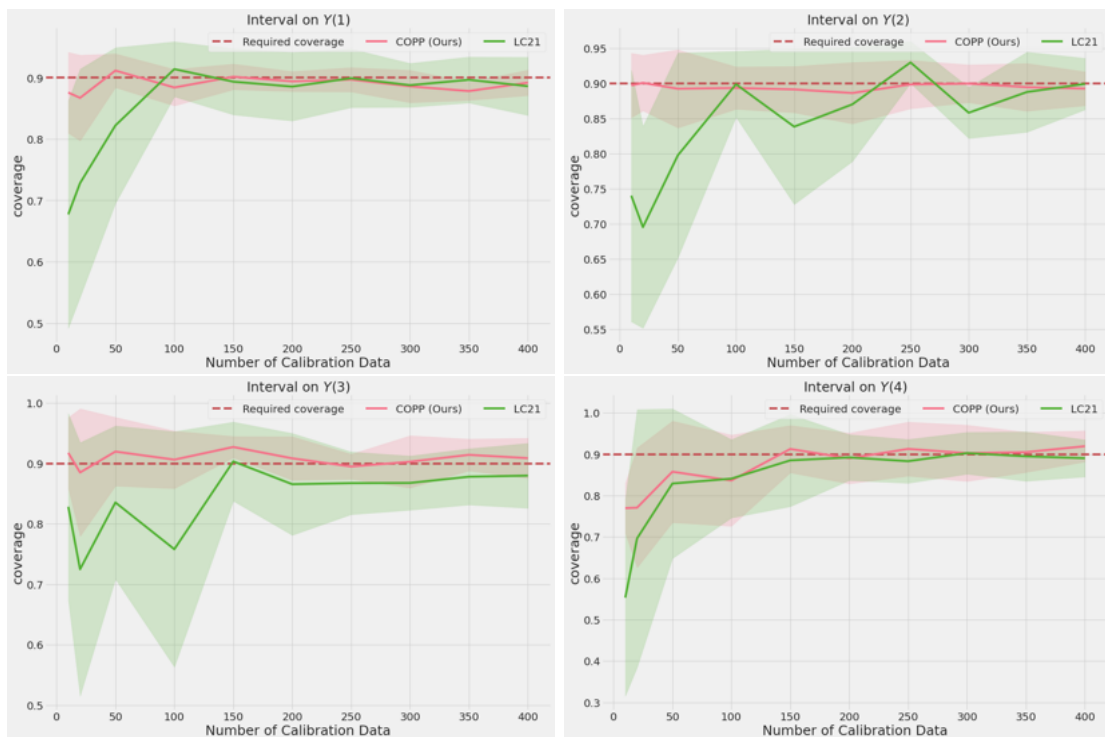 Interval on Y(1)
Required coverage COPP (Ours) LC21
coverage
0.9
0.8
0.7
0.6
0.5
0 50 100 150 200 250 300 350 400
Number of Calibration Data
Interval on Y(2)
Required coverage COPP (Ours) LC21
coverage
0.95
0.90
0.85
0.80
0.75
0.70
0.65
0.60
0.55
0 50 100 150 200 250 300 350 400
Number of Calibration Data
Interval on Y(3)
Required coverage COPP (Ours) LC21
coverage
1.0
0.9
0.8
0.7
0.6
0.5
0 50 100 150 200 250 300 350 400
Number of Calibration Data
Interval on Y(4)
Required coverage COPP (Ours) LC21
coverage
1.0
0.9
0.8
0.7
0.6
0.5
0.4
0.3
0 50 100 150 200 250 300 350 400
Number of Calibration Data